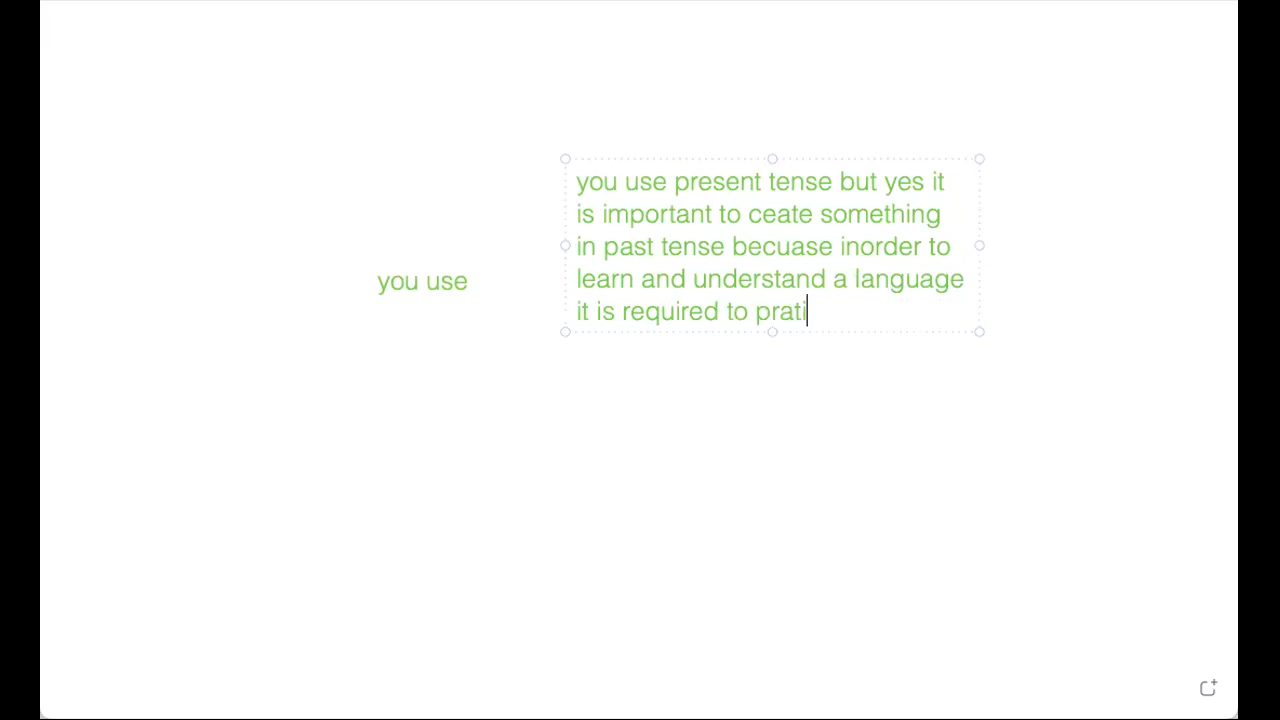 you use present tense but yes it
is important to ceate something
in past tense becuase inorder to
learn and understand a language
it is required to prati
you use